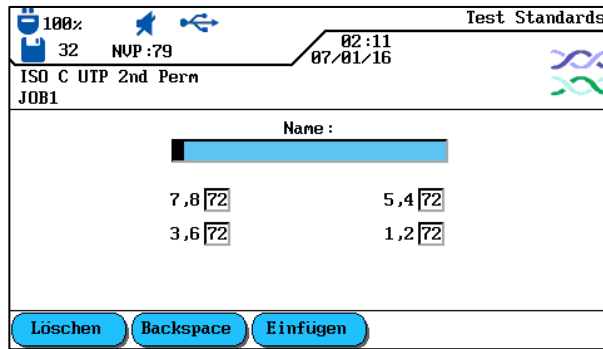 100% Test Standards
32 NVP:79 02:11
07/01/16
ISO C UTP 2nd Perm
JOB1
Name:
7,8 72 5,4 72
3,6 72 1,2 72
Löschen Backspace Einfügen